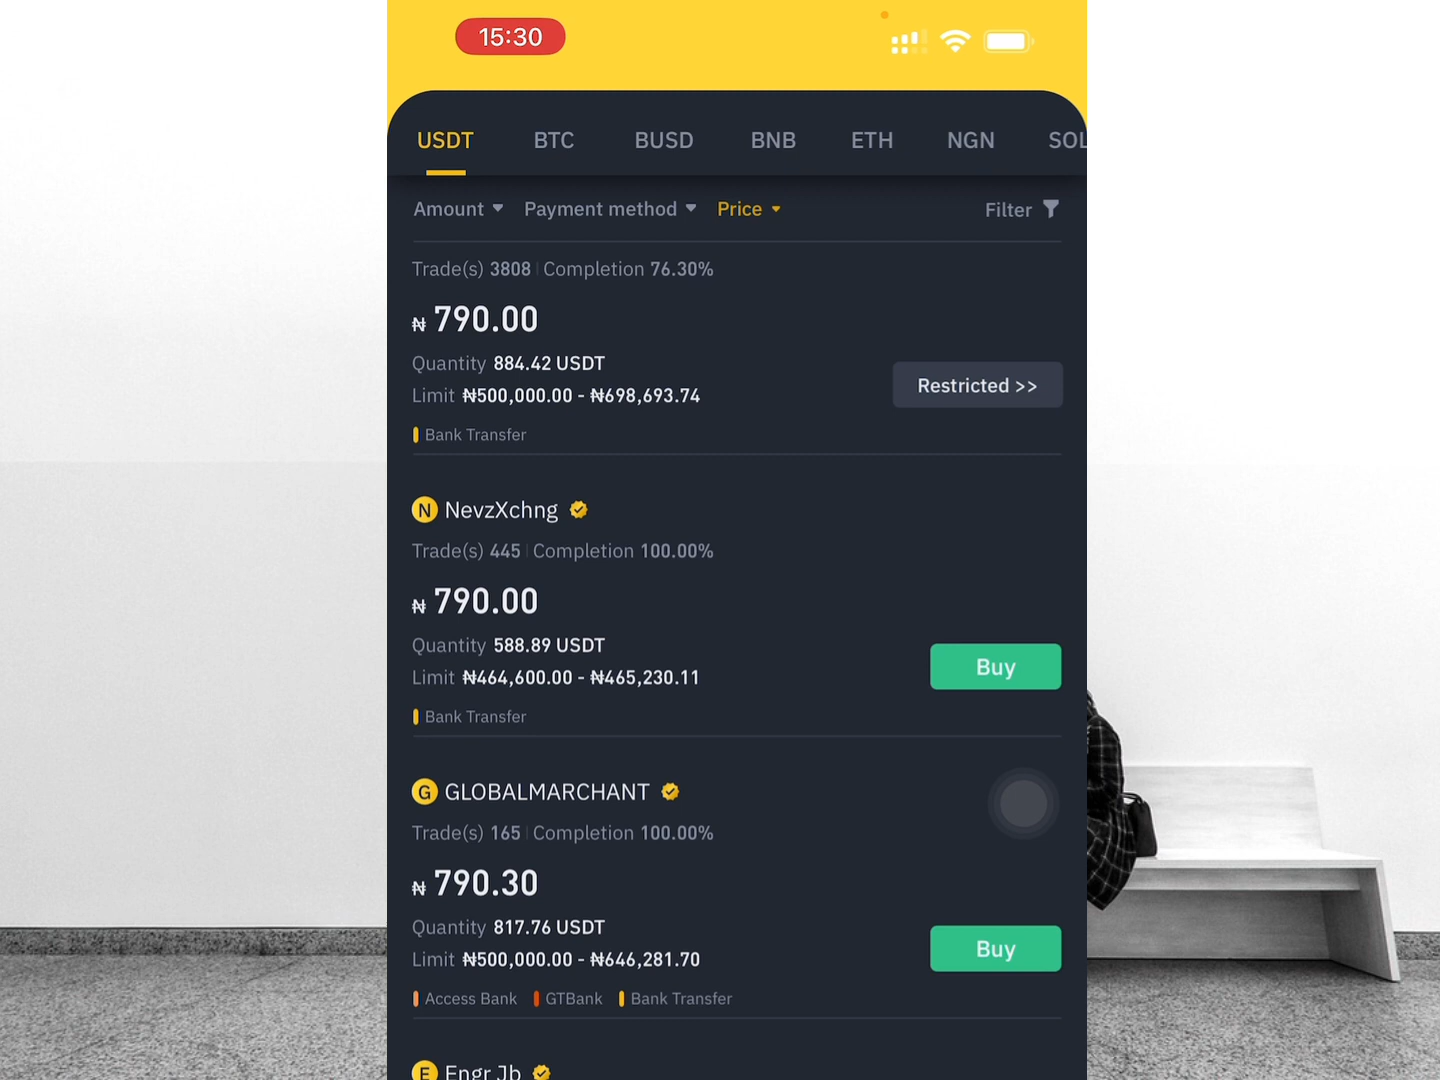 15:30
USDT BTC BUSD BNB ETH NGN SOL
Amount Payment method Price Filter
Trade(s) 3808 Completion 76.30%
₦ 790.00
Quantity 884.42 USDT
Limit ₦500,000.00 - ₦698,693.74
Restricted >>
Bank Transfer
N NevzXchng
Trade(s) 445 Completion 100.00%
₦ 790.00
Quantity 588.89 USDT
Limit ₦464,600.00 - ₦465,230.11
Buy
Bank Transfer
G GLOBALMARCHANT
Trade(s) 165 Completion 100.00%
₦ 790.30
Quantity 817.76 USDT
Limit ₦500,000.00 - ₦646,281.70
Buy
Access Bank GTBank Bank Transfer
E Engr Jb